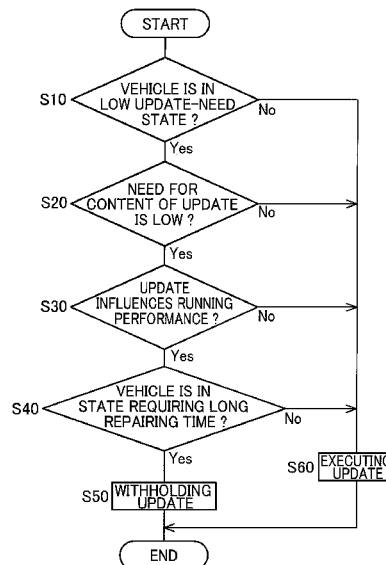 START
S10
VEHICLE IS IN
LOW UPDATE-NEED
STATE ?
No
Yes
S20
NEED FOR
CONTENT OF UPDATE
IS LOW ?
No
Yes
S30
UPDATE
INFLUENCES RUNNING
PERFORMANCE ?
No
Yes
S40
VEHICLE IS IN
STATE REQUIRING LONG
REPAIRING TIME ?
No
Yes
S50
WITHHOLDING
UPDATE
S60
EXECUTING
UPDATE
END